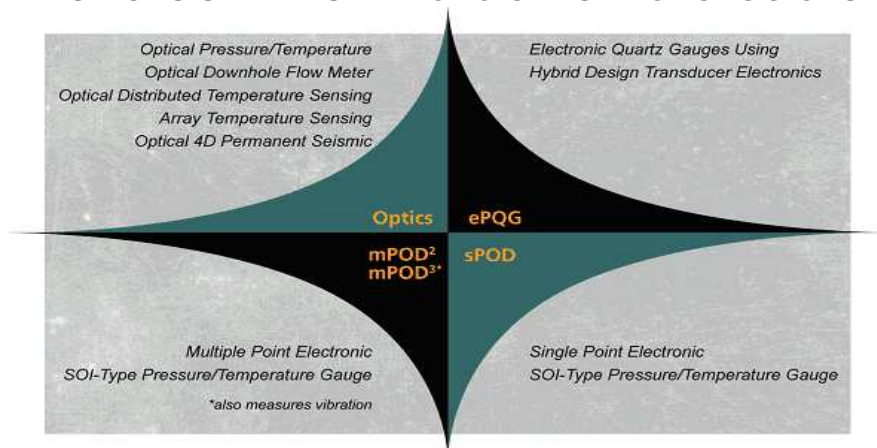 Optical Pressure/Temperature
Optical Downhole Flow Meter
Optical Distributed Temperature Sensing
Array Temperature Sensing
Optical 4D Permanent Seismic
Electronic Quartz Gauges Using
Hybrid Design Transducer Electronics
Optics
ePQG
mPOD²
mPOD³*
sPOD
Multiple Point Electronic
SOI-Type Pressure/Temperature Gauge
*also measures vibration
Single Point Electronic
SOI-Type Pressure/Temperature Gauge